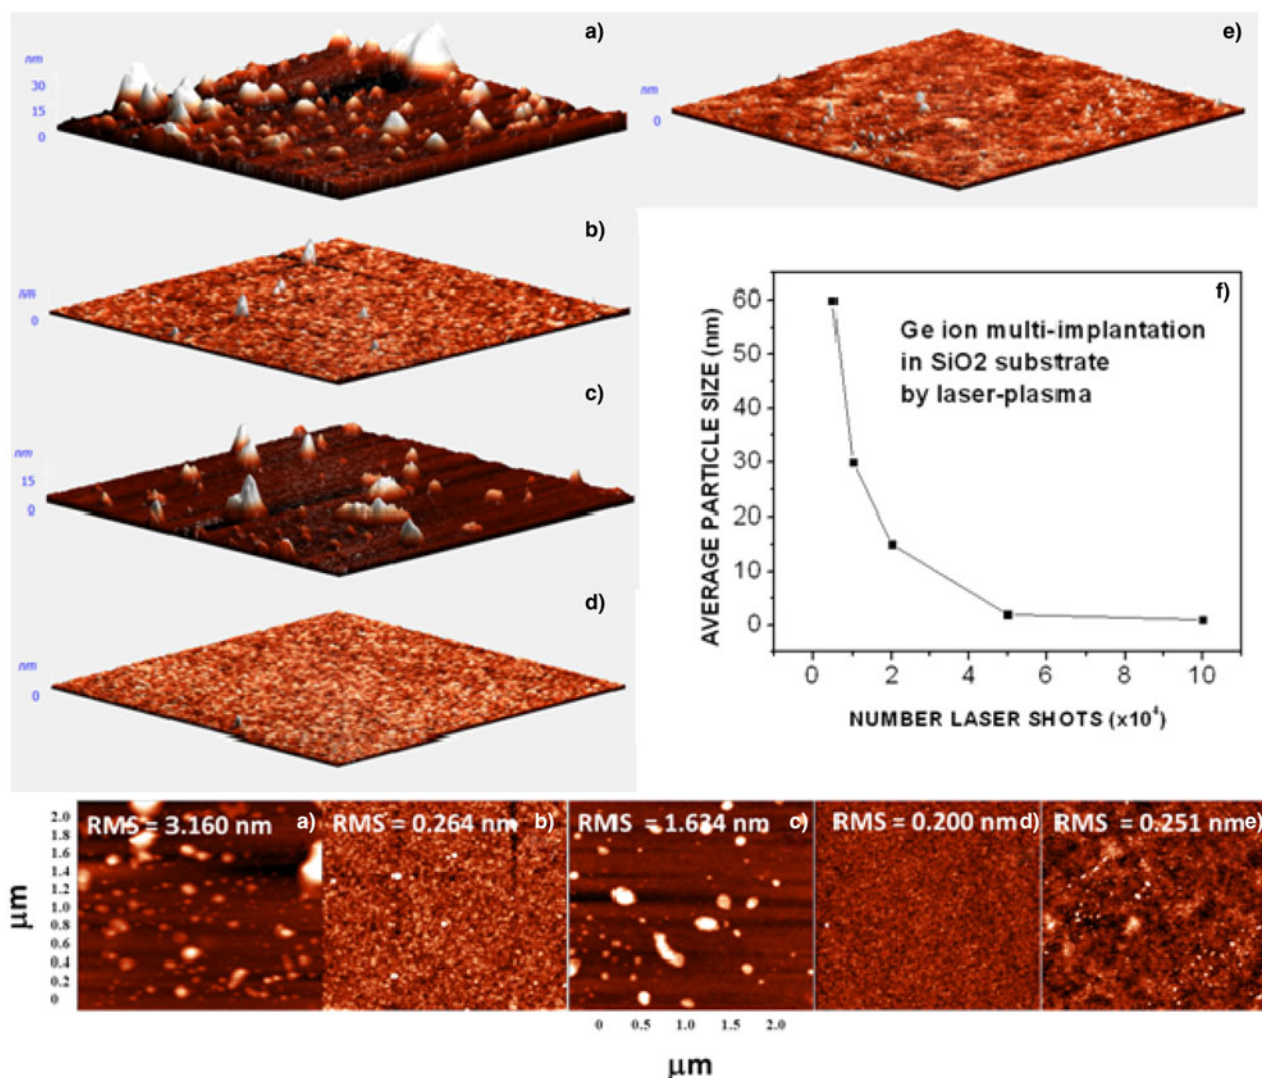 a)
nm
30
15
0
e)
nm
0
b)
nm
0
c)
nm
15
0
d)
nm
0
f)
Ge ion multi-implantation
in SiO2 substrate
by laser-plasma
AVERAGE PARTICLE SIZE (nm)
60
50
40
30
20
10
0
0 2 4 6 8 10
NUMBER LASER SHOTS (x10⁴)
RMS = 3.160 nm a)
RMS = 0.264 nm b)
RMS = 1.634 nm c)
RMS = 0.200 nm d)
RMS = 0.251 nm e)
2.0
1.8
1.6
1.4
1.2
1.0
0.8
0.6
0.4
0.2
0
μm
0 0.5 1.0 1.5 2.0
μm